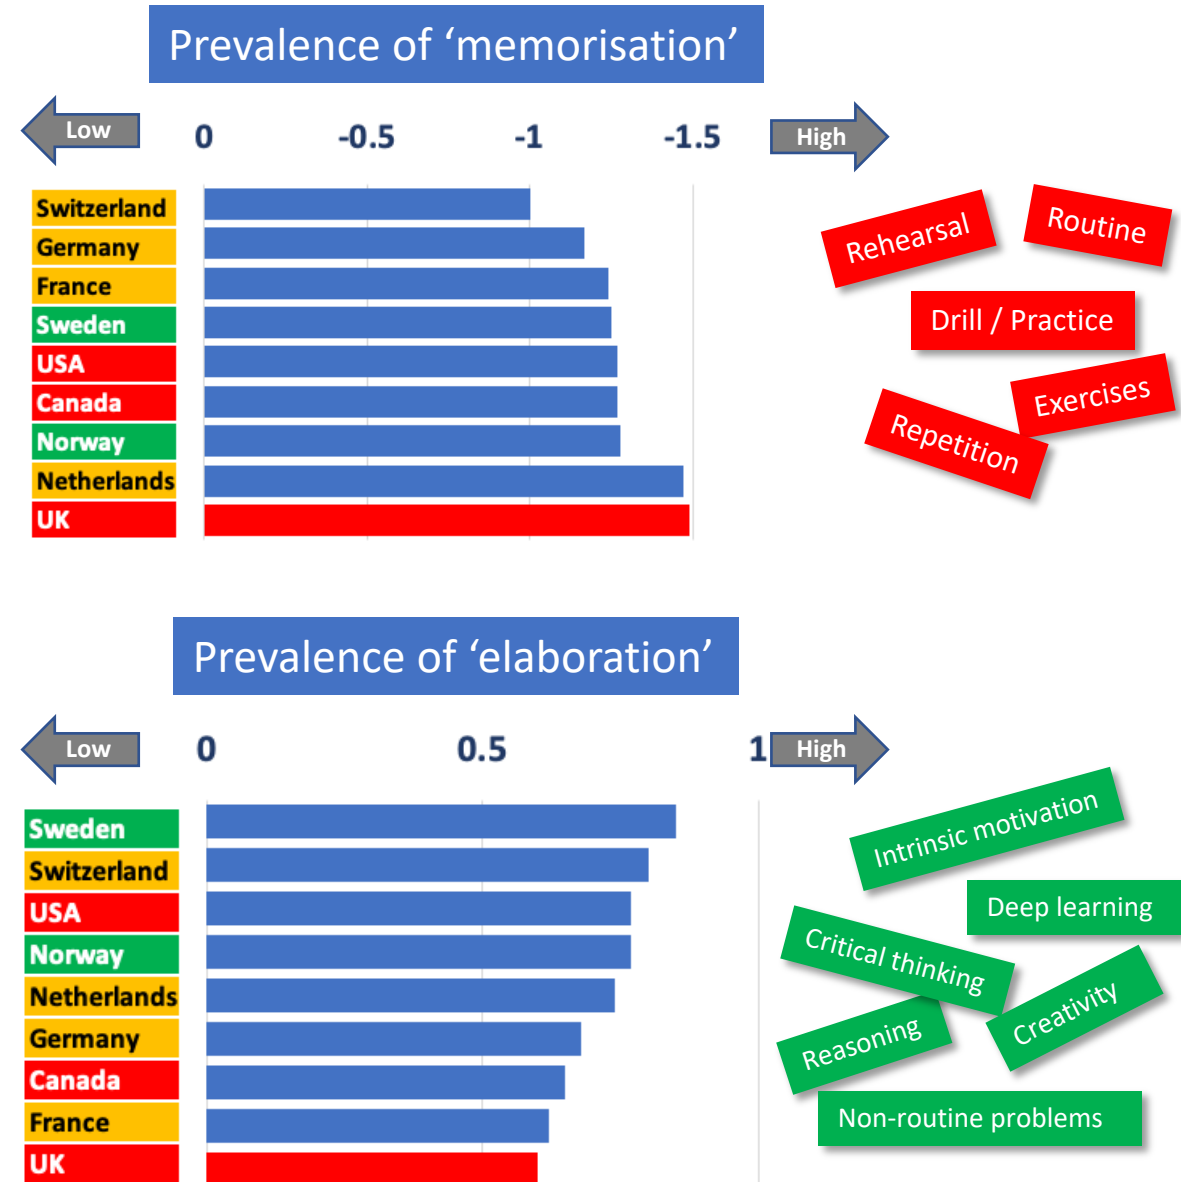 Prevalence of ‘memorisation’
Low
0
-0.5
-1
-1.5
High
Switzerland
Germany
France
Sweden
USA
Canada
Norway
Netherlands
UK
Rehearsal
Routine
Drill / Practice
Exercises
Repetition
Prevalence of ‘elaboration’
Low
0
0.5
1
High
Sweden
Switzerland
USA
Norway
Netherlands
Germany
Canada
France
UK
Intrinsic motivation
Deep learning
Critical thinking
Creativity
Reasoning
Non-routine problems